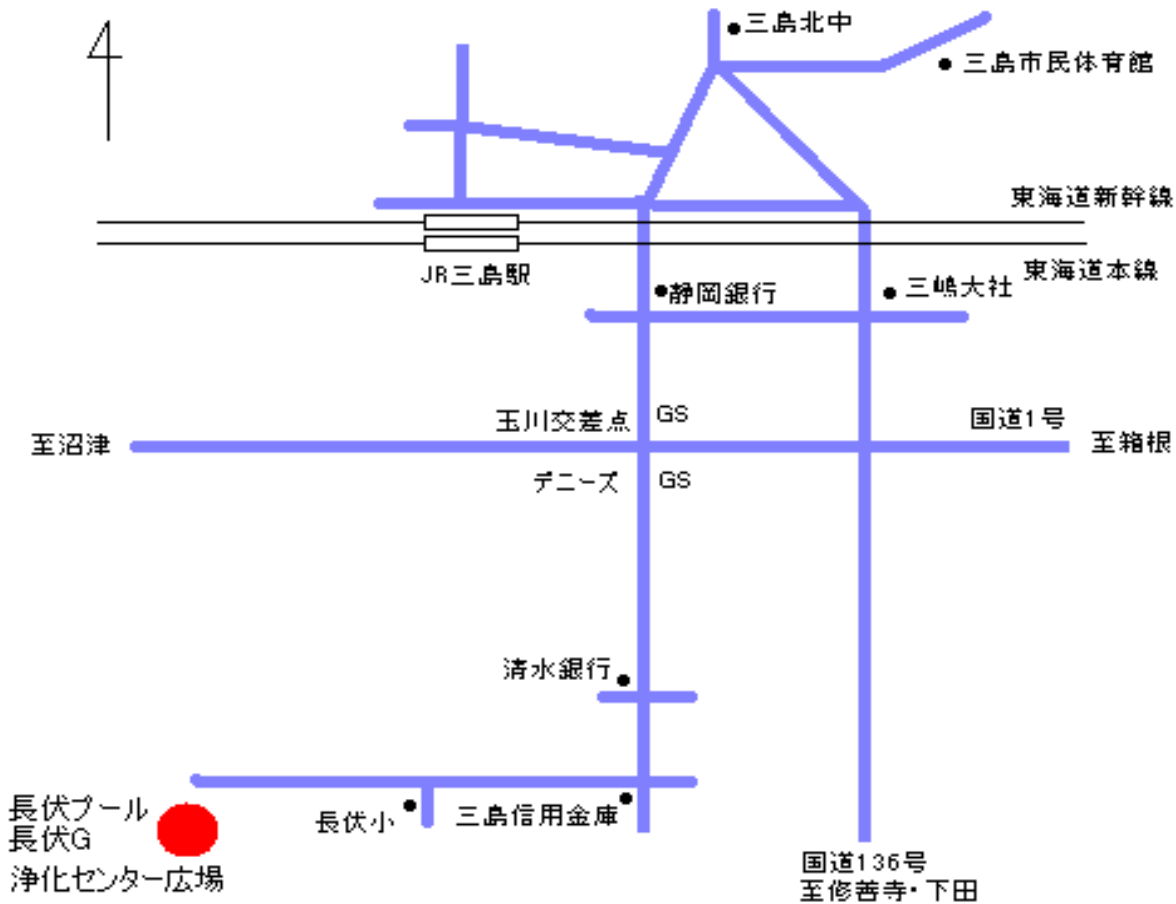 三島北中
三島市民体育館
東海道新幹線
JR三島駅
東海道本線
静岡銀行
三嶋大社
玉川交差点
GS
国道1号
至沼津
至箱根
デニーズ
GS
清水銀行
長伏プール
長伏G
浄化センター広場
長伏小
三島信用金庫
国道136号
至修善寺・下田